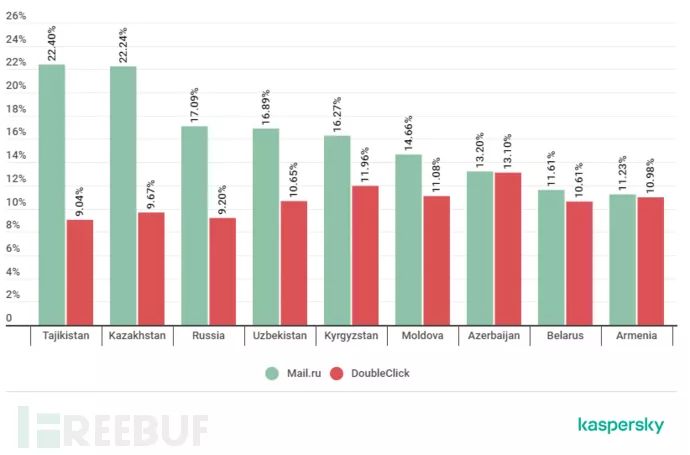 26%
24%
22%
20%
18%
16%
14%
12%
10%
8%
6%
4%
2%
0
22.40% 9.04% 22.24% 9.67% 17.09% 9.20% 16.89% 10.65% 16.27% 11.96% 14.66% 11.08% 13.20% 13.10% 11.61% 10.61% 11.23% 10.98%
Tajikistan Kazakhstan Russia Uzbekistan Kyrgyzstan Moldova Azerbaijan Belarus Armenia
Mail.ru DoubleClick
FREEBUF
kaspersky